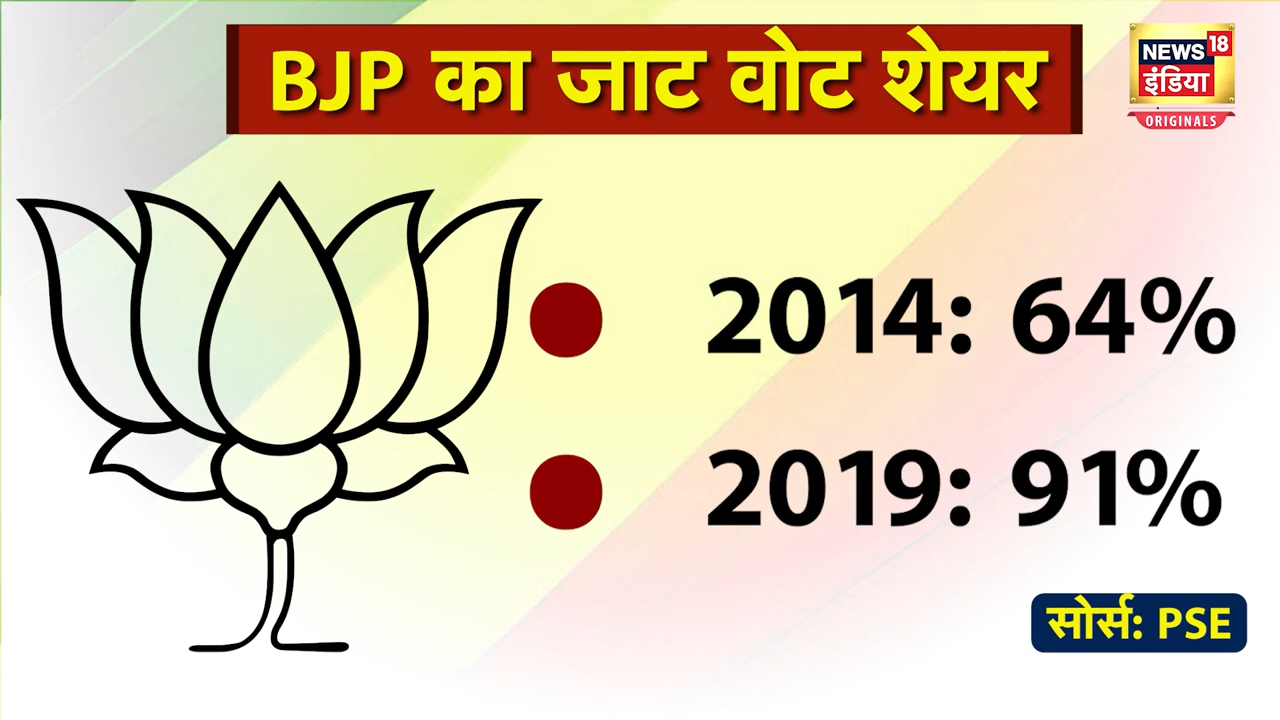 BJP का जाट वोट शेयर
NEWS 18
इंडिया
ORIGINALS
2014: 64%
2019: 91%
सोर्स: PSE